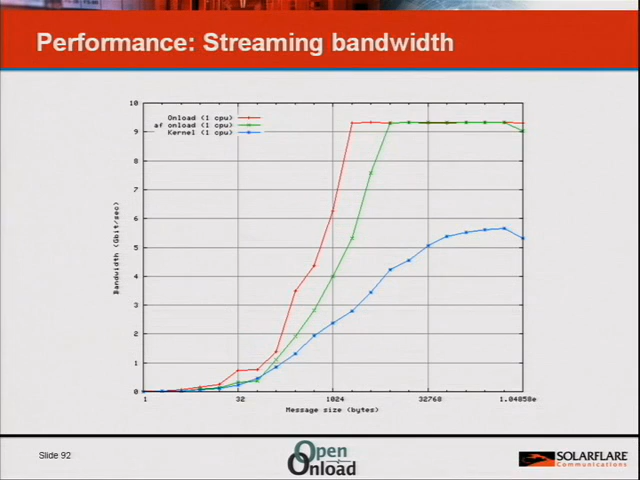 Performance: Streaming bandwidth
10
9
8
7
6
5
4
3
2
1
0
Bandwidth (Gbit/sec)
Onload (1 cpu)
af onload (1 cpu)
Kernel (1 cpu)
1
32
1024
32768
1.04858e
Message size (bytes)
Slide 92
Open
Onload
SOLARFLARE
Communications